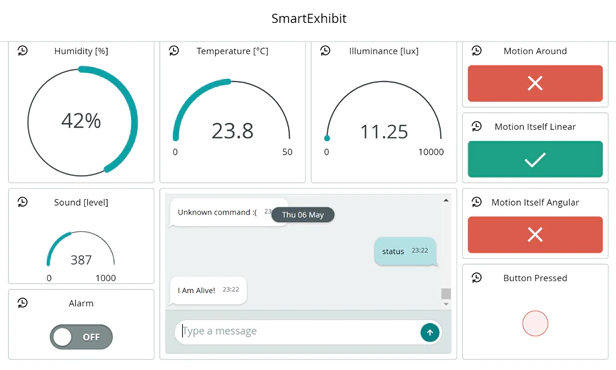 SmartExhibit
Humidity [%]
42%
Temperature [°C]
23.8
0
50
Illuminance [lux]
11.25
0
10000
Motion Around
Motion Itself Linear
Sound [level]
387
0
1000
Unknown command :( 23
Thu 06 May
status 23:22
I Am Alive! 23:22
Type a message
Motion Itself Angular
Alarm
OFF
Button Pressed